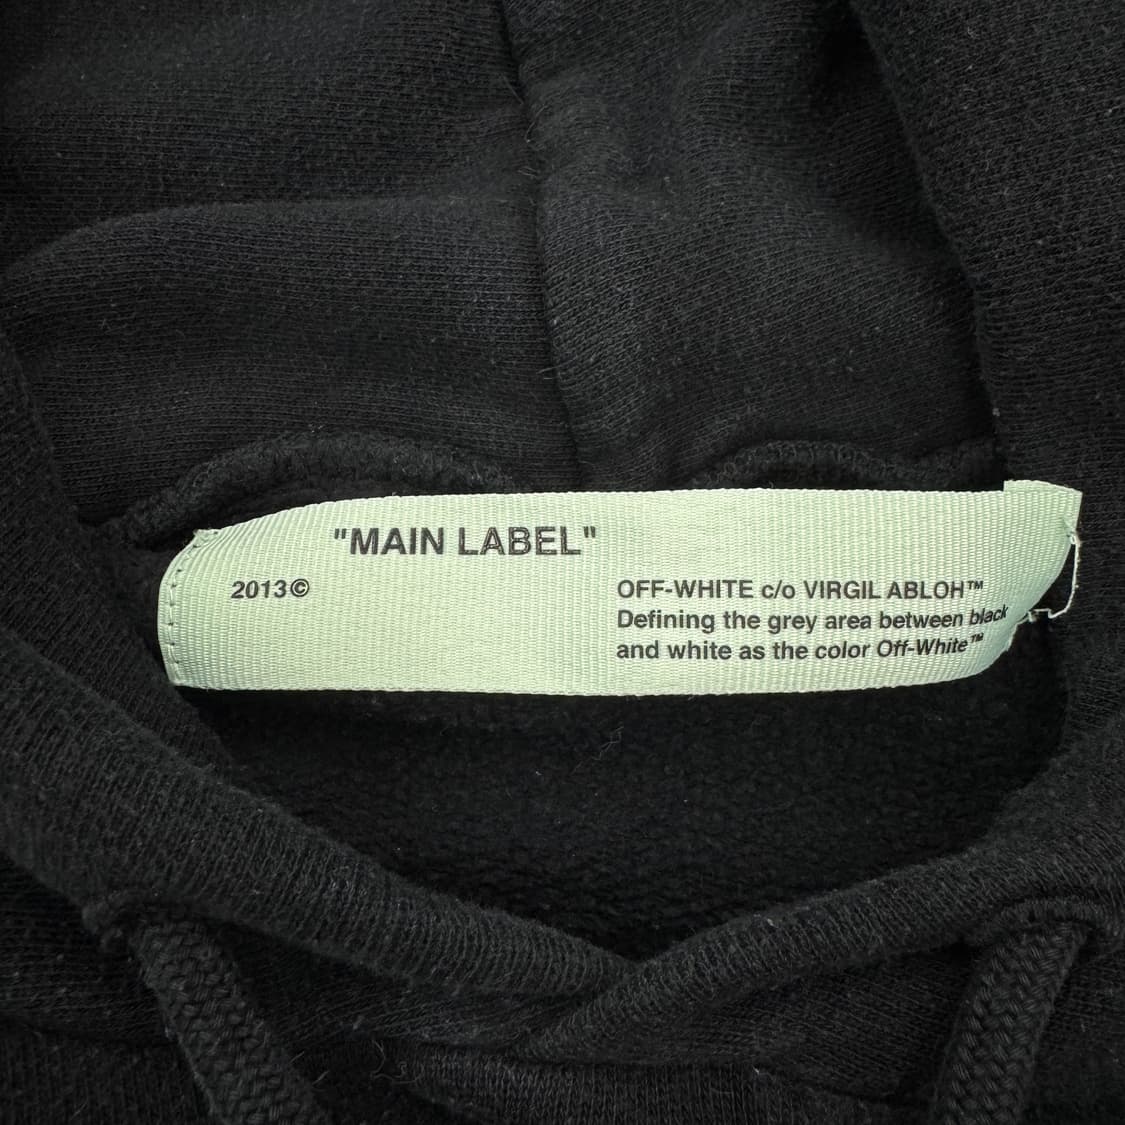 "MAIN LABEL"
2013©
OFF-WHITE c/o VIRGIL ABLOH™
Defining the grey area between black
and white as the color Off-White™